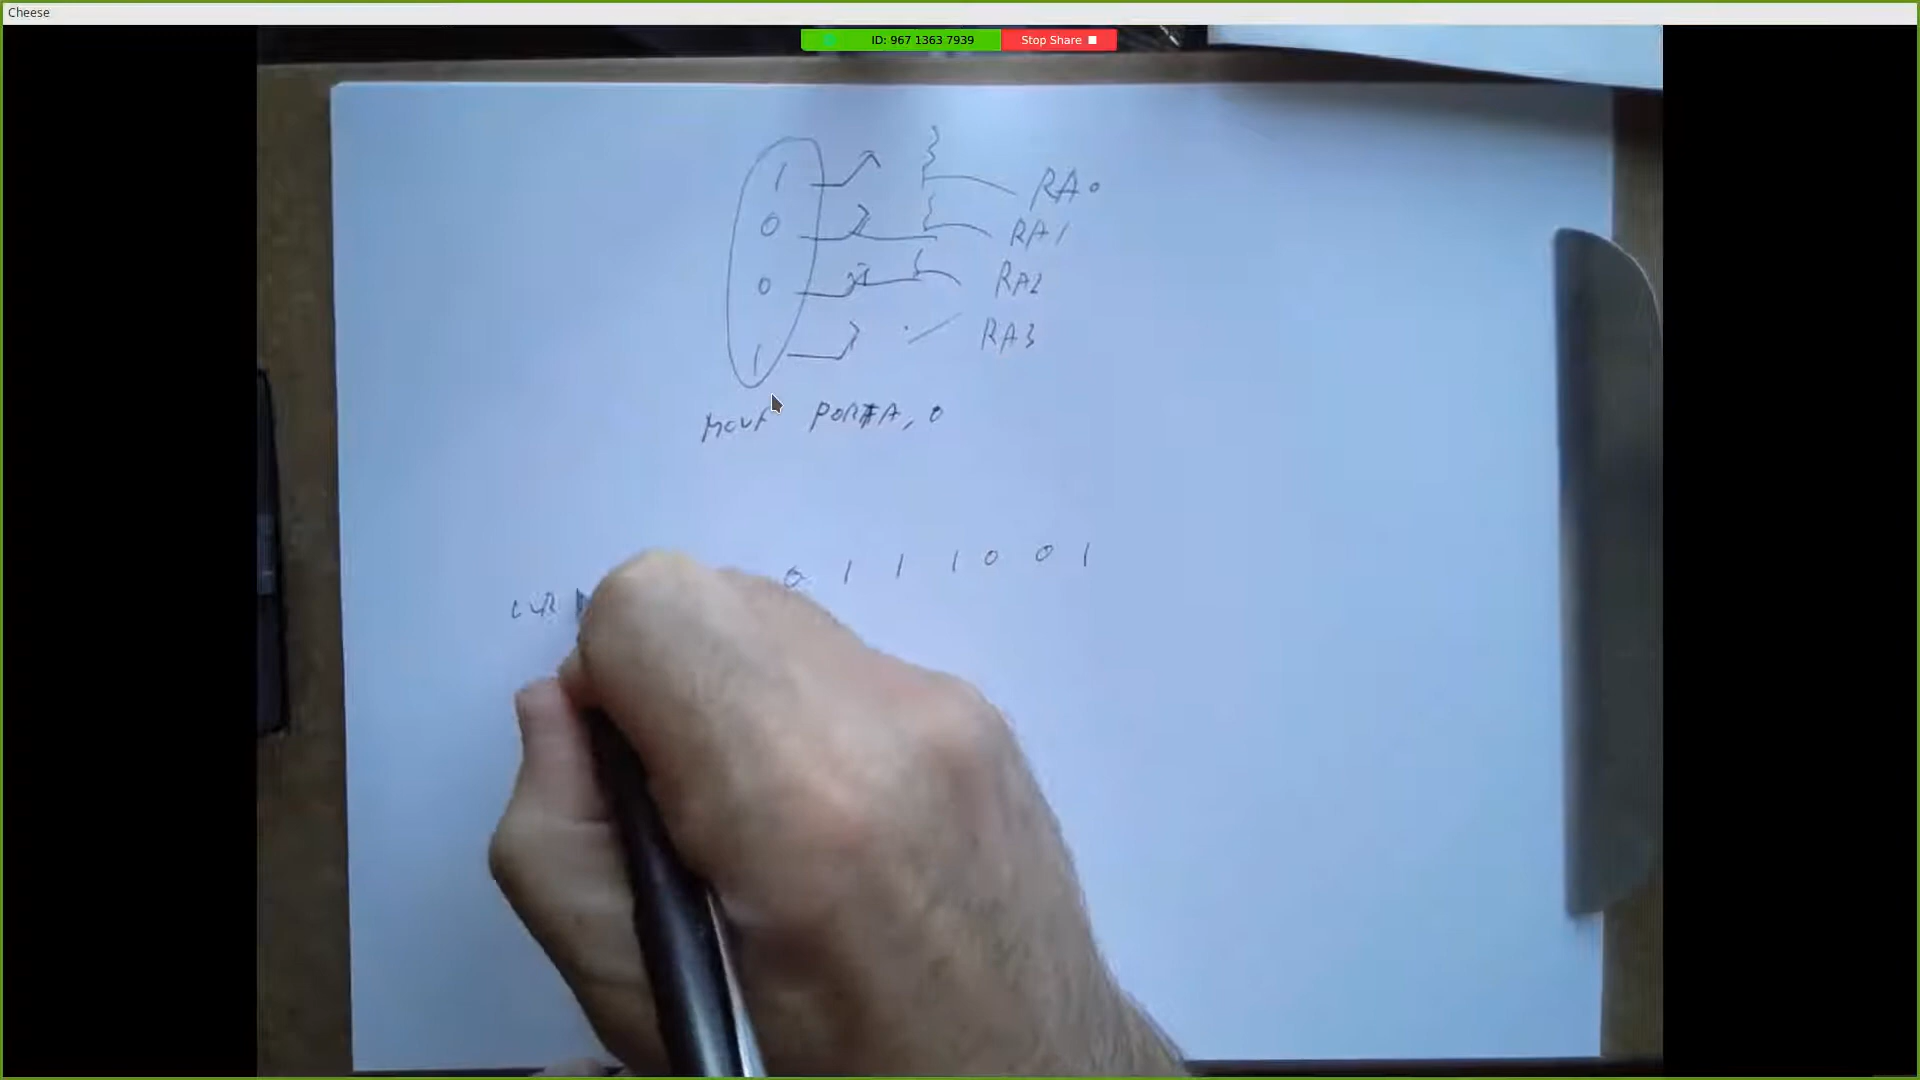 Cheese
ID: 967 1363 7939
Stop Share
1 RA0
0 RA1
0 RA2
1 RA3
MOVF PORTA, 0
0 1 1 1 0 0 1